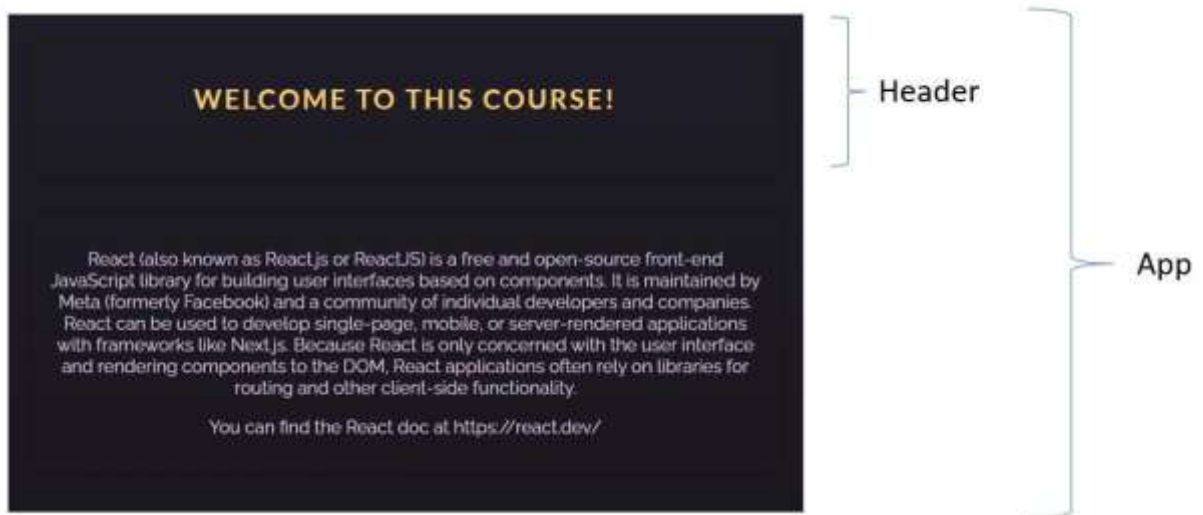 WELCOME TO THIS COURSE!
Header
React (also known as React.js or ReactJS) is a free and open-source front-end
JavaScript library for building user interfaces based on components. It is maintained by
Meta (formerly Facebook) and a community of individual developers and companies.
React can be used to develop single-page, mobile, or server-rendered applications
with frameworks like Next.js. Because React is only concerned with the user interface
and rendering components to the DOM, React applications often rely on libraries for
routing and other client-side functionality.
You can find the React doc at https://react.dev/
App